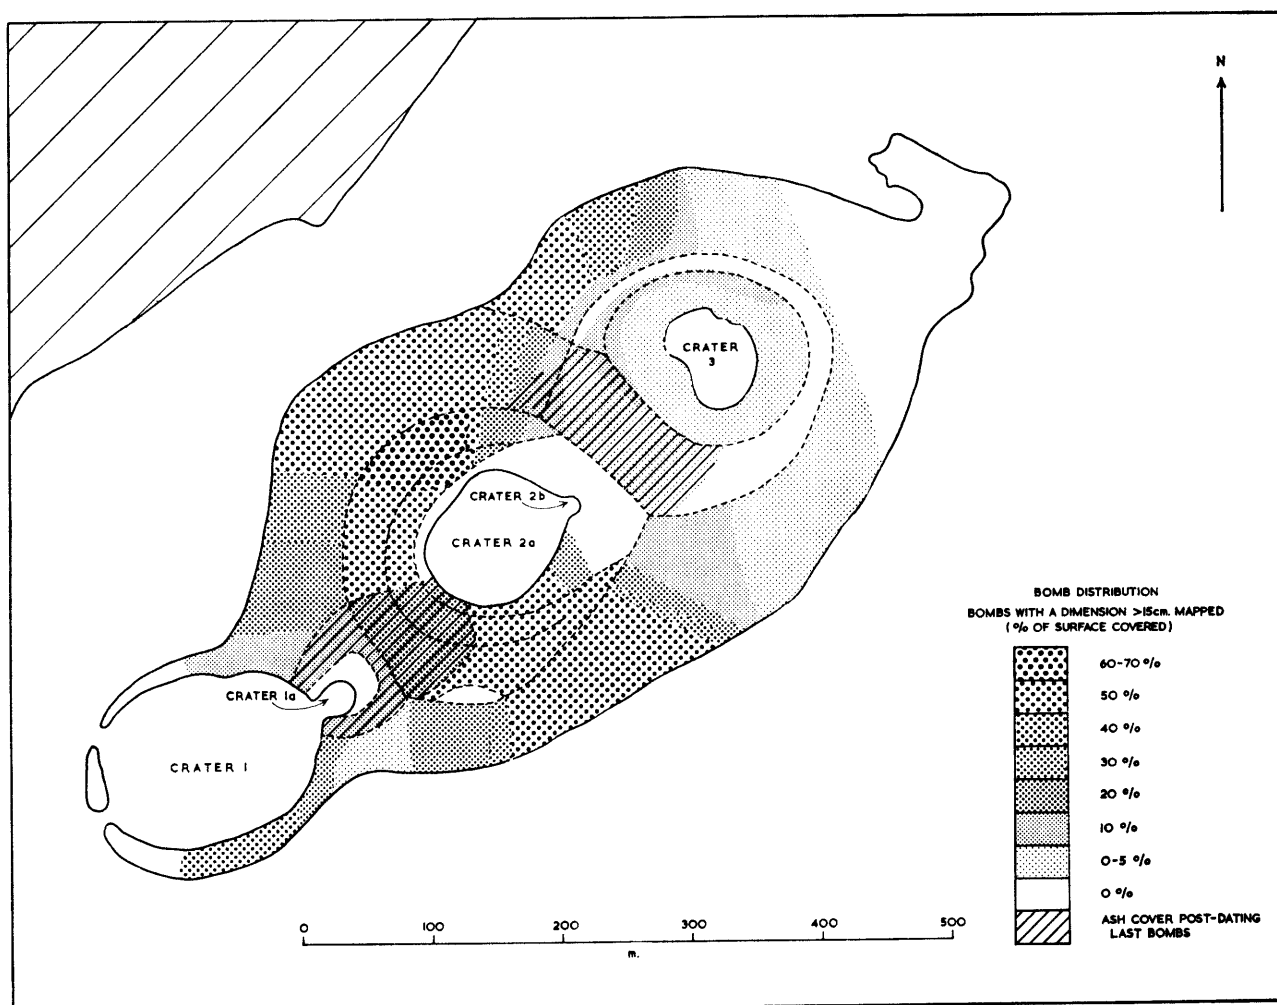 N
CRATER
3
CRATER 2b
CRATER 2a
CRATER 1a
CRATER 1
BOMB DISTRIBUTION
BOMBS WITH A DIMENSION >15cm. MAPPED
(% OF SURFACE COVERED)
60-70 %
50 %
40 %
30 %
20 %
10 %
0-5 %
0 %
ASH COVER POST-DATING
LAST BOMBS
0 100 200 300 400 500
m.